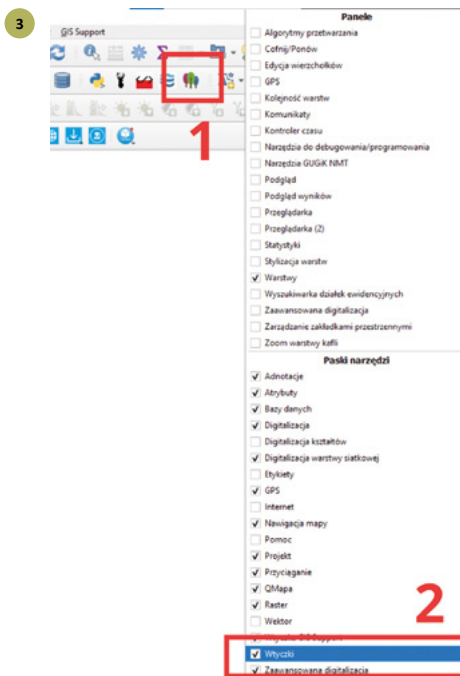 3
GIS Support
1
Panele
Algorytmy przetwarzania
Cofnij/Ponów
Edycja wierzchołków
GPS
Kolejność warstw
Komunikaty
Kontroler czasu
Narzędzia do debugowania/programowania
Narzędzia GUGiK NMT
Podgląd
Podgląd wyników
Przeglądarka
Przeglądarka (2)
Statystyki
Stylizacja warstw
Warstwy
Wyszukiwarka działek ewidencyjnych
Zaawansowana digitalizacja
Zarządzanie zakładkami przestrzennymi
Zoom warstwy kafli
Paski narzędzi
Adnotacje
Atrybuty
Bazy danych
Digitalizacja
Digitalizacja kształtów
Digitalizacja warstwy siatkowej
Etykiety
GPS
Internet
Nawigacja mapy
Pomoc
Projekt
Przyciąganie
QMapa
Raster
Wektor
2
Wtyczka GIS Support
Wtyczki
Zaawansowana digitalizacja